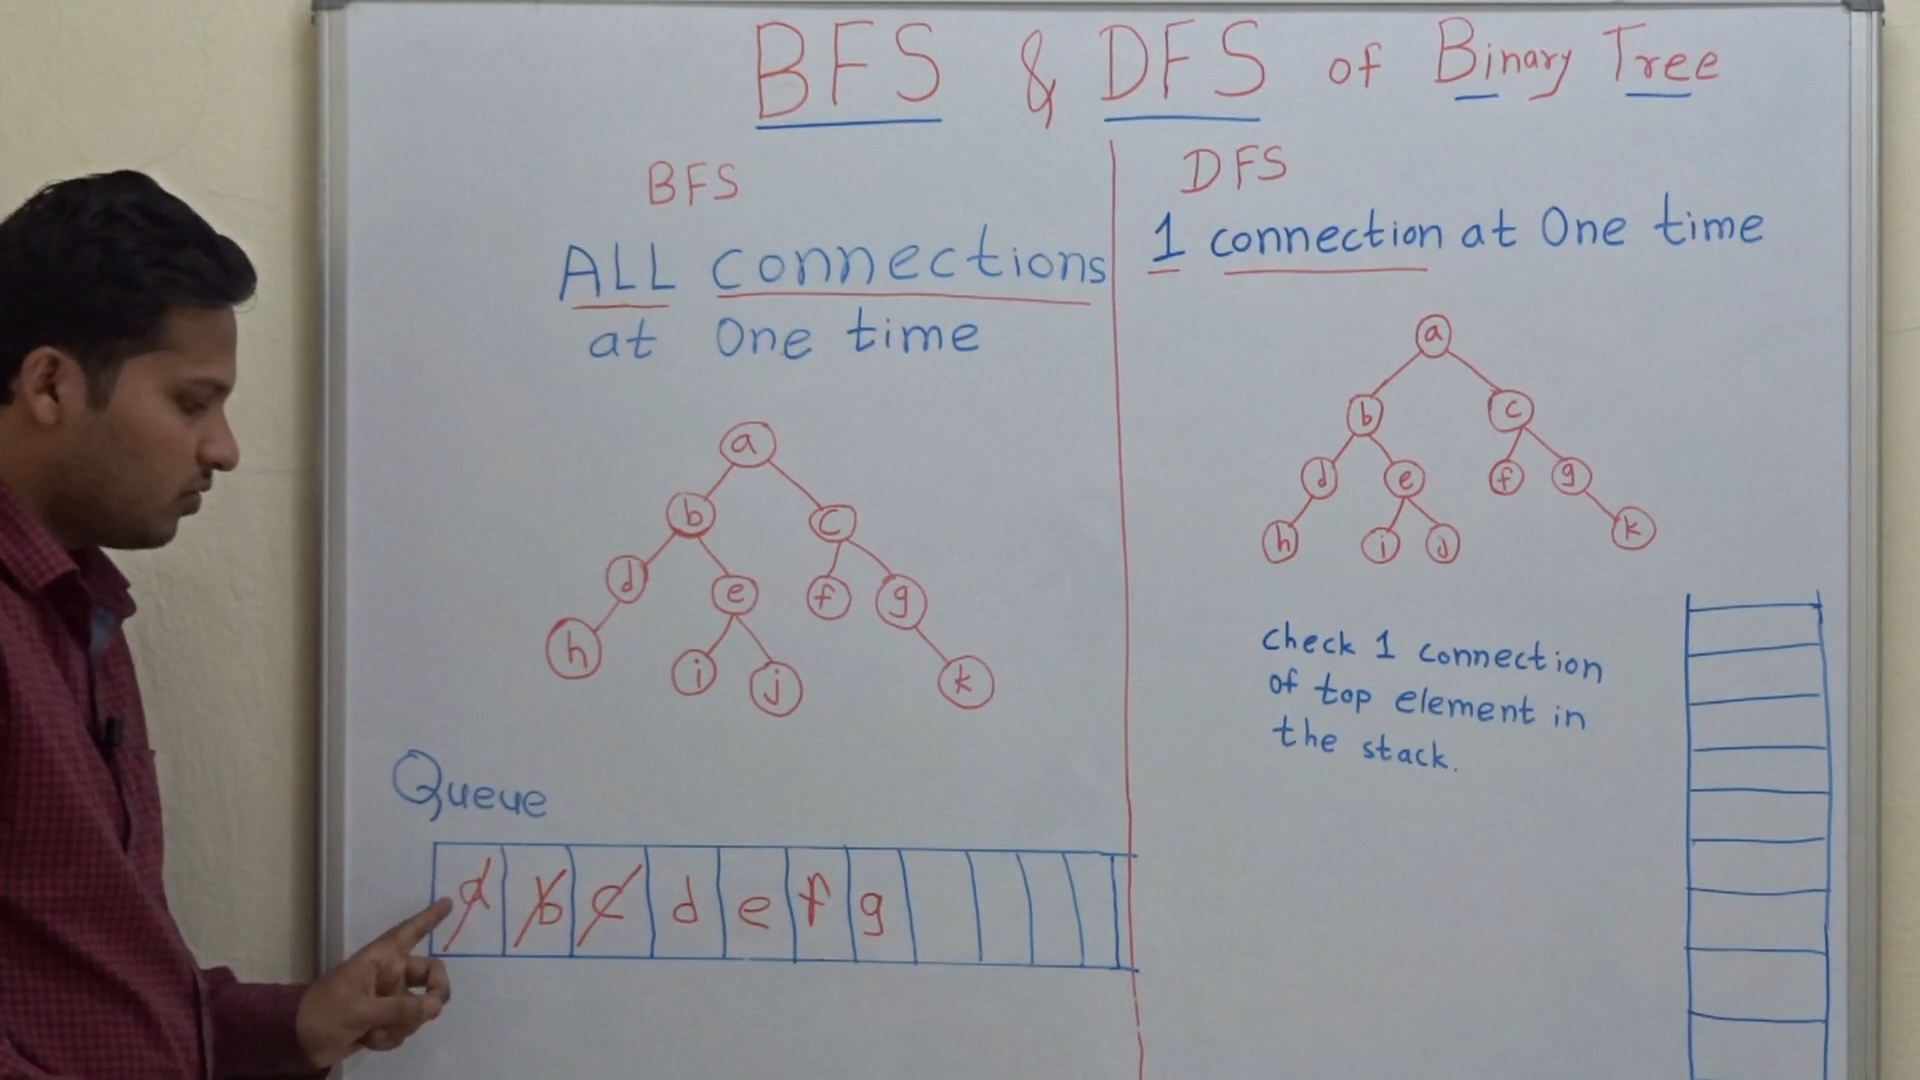 BFS & DFS of Binary Tree
BFS
ALL connections
at One time
a
b c
d e f g
h i j k
Queue
a b c d e f g
DFS
1 connection at One time
a
b c
d e f g
h i j k
check 1 connection
of top element in
the stack.